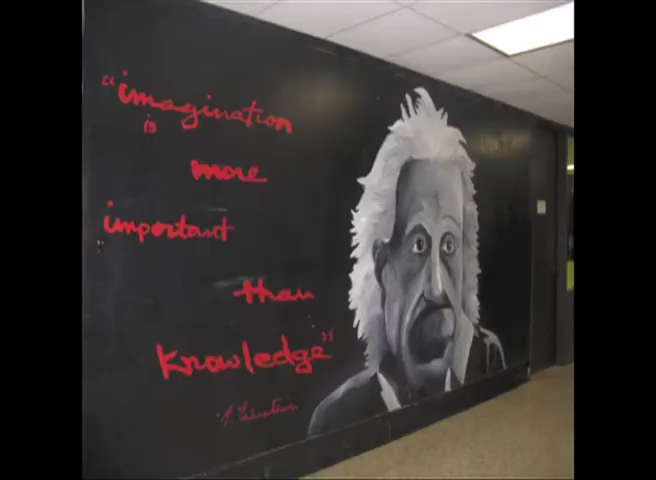 "imagination
is
more
important
than
knowledge"